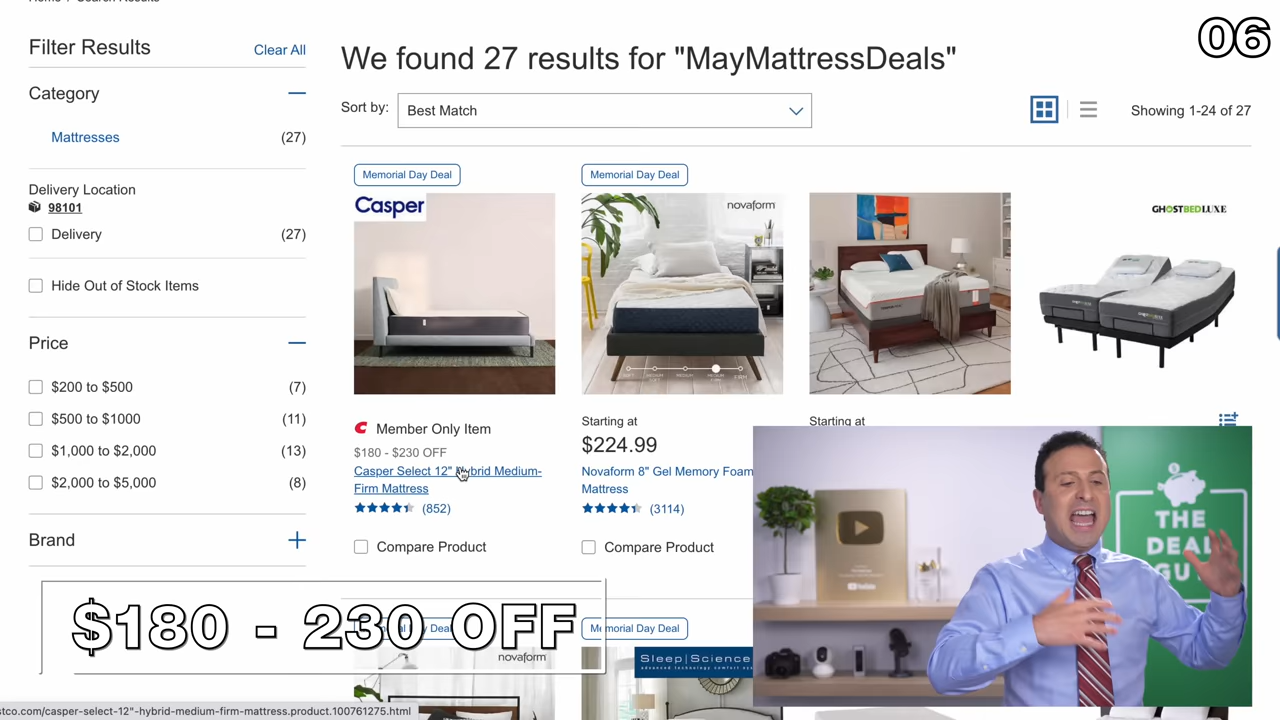 Home / Search Results
06
Filter Results
Clear All
We found 27 results for "MayMattressDeals"
Category
Sort by:
Best Match
Showing 1-24 of 27
Mattresses
(27)
Delivery Location
98101
Delivery
(27)
Hide Out of Stock Items
Price
$200 to $500
(7)
$500 to $1000
(11)
$1,000 to $2,000
(13)
$2,000 to $5,000
(8)
Brand
Memorial Day Deal
Casper
Member Only Item
$180 - $230 OFF
Casper Select 12" Hybrid Medium-
Firm Mattress
(852)
Compare Product
Memorial Day Deal
novaform
Starting at
$224.99
Novaform 8" Gel Memory Foam
Mattress
(3114)
Compare Product
Starting at
GHOSTBEDLUXE
THE
DEAL
GUY
YouTube
$180 - 230 OFF
novaform
Memorial Day Deal
Sleep|Science
stco.com/casper-select-12"-hybrid-medium-firm-mattress.product.100761275.html